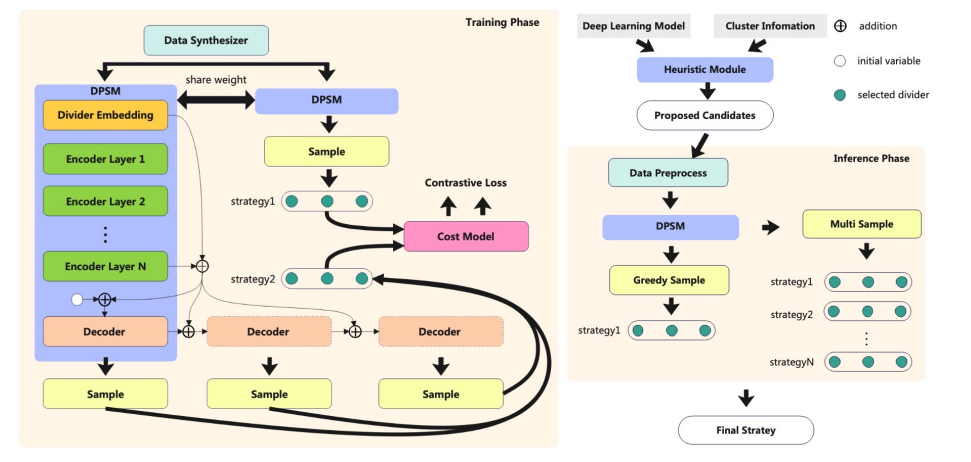 Training Phase
Data Synthesizer
share weight
DPSM
Divider Embedding
Encoder Layer 1
Encoder Layer 2
Encoder Layer N
Decoder
Decoder
Decoder
Sample
Sample
Sample
DPSM
Sample
strategy1
Contrastive Loss
Cost Model
strategy2
Deep Learning Model
Cluster Infomation
Heuristic Module
Proposed Candidates
addition
initial variable
selected divider
Inference Phase
Data Preprocess
DPSM
Multi Sample
Greedy Sample
strategy1
strategy1
strategy2
strategyN
Final Stratey